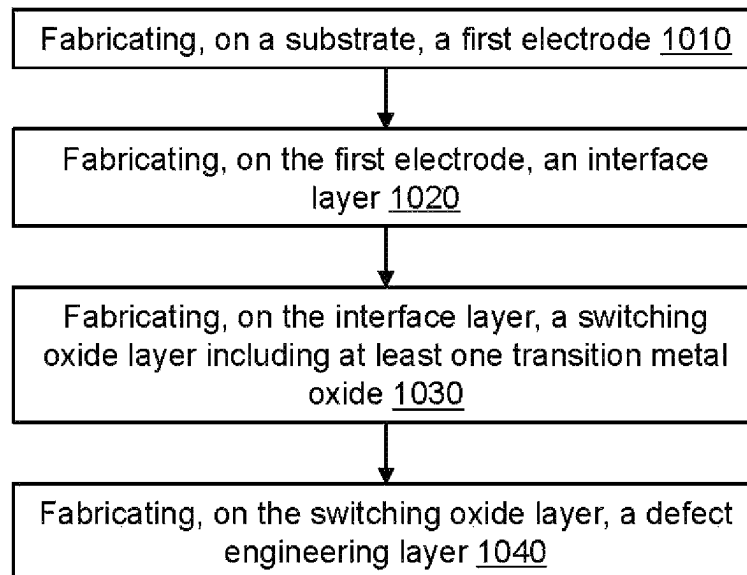 Fabricating, on a substrate, a first electrode 1010
Fabricating, on the first electrode, an interface
layer 1020
Fabricating, on the interface layer, a switching
oxide layer including at least one transition metal
oxide 1030
Fabricating, on the switching oxide layer, a defect
engineering layer 1040